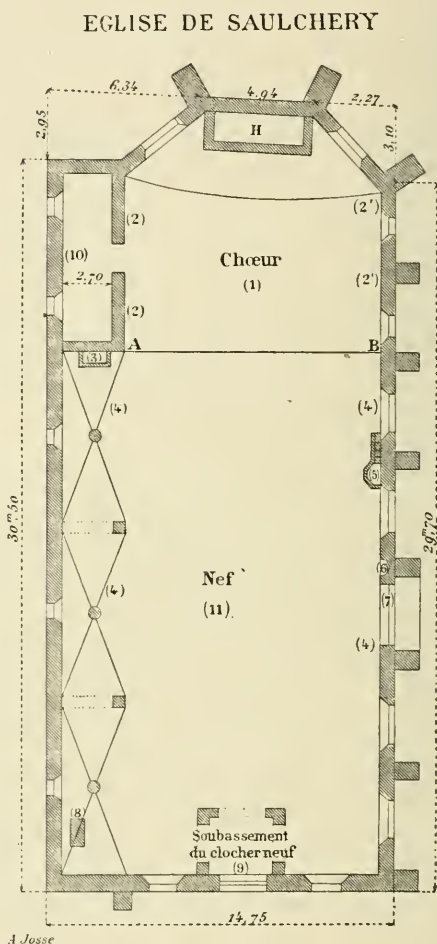 EGLISE DE SAULCHERY
6,34
4,94
2,27
2,95
3,10
H
(2)
(2')
(10)
Chœur
(1)
(2')
2,70
(2)
A
B
(3)
(4)
(4)
(5)
30m50
29m70
Nef
(11)
(6)
(7)
(4)
(4)
(8)
Soubassement
du clocher neuf
(9)
14,75
A Josse